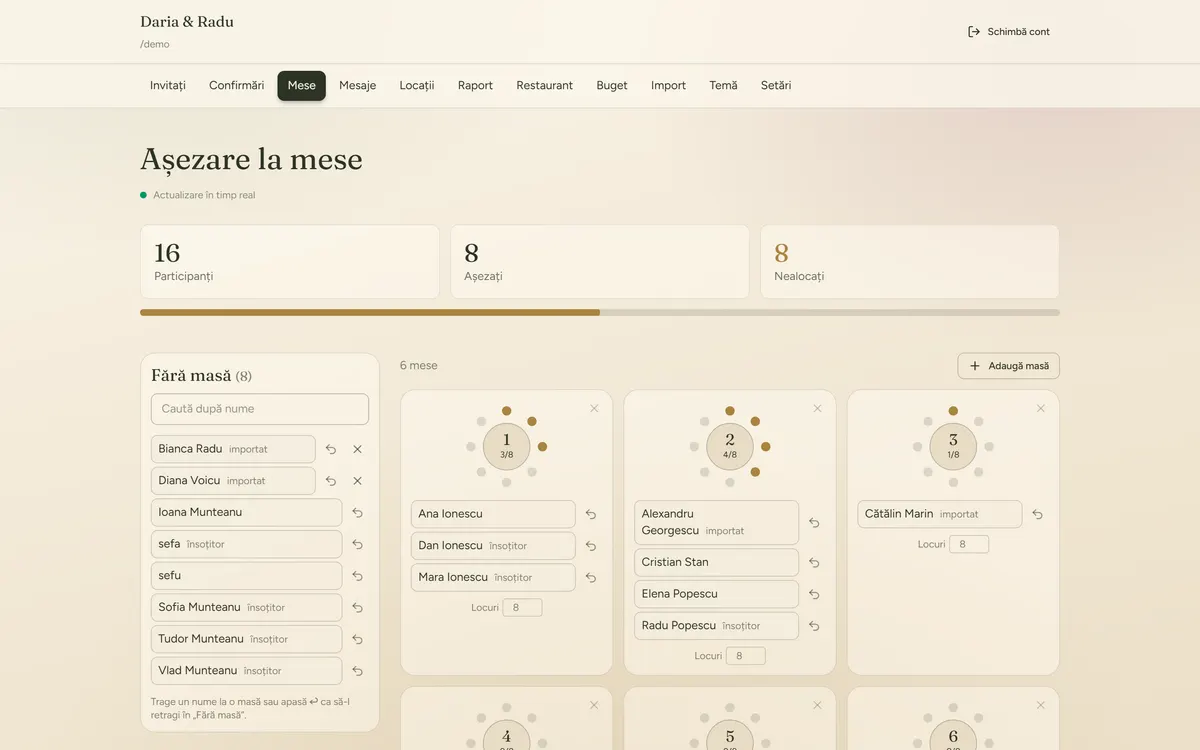 Daria & Radu
/demo
Schimbă cont
Invitați
Confirmări
Mese
Mesaje
Locații
Raport
Restaurant
Buget
Import
Temă
Setări
Așezare la mese
Actualizare în timp real
16
Participanți
8
Așezați
8
Nealocați
Fără masă (8)
Caută după nume
Bianca Radu importat
Diana Voicu importat
Ioana Munteanu
sefa însoțitor
sefu
Sofia Munteanu însoțitor
Tudor Munteanu însoțitor
Vlad Munteanu însoțitor
Trage un nume la o masă sau apasă ↩ ca să-l
retragi în „Fără masă”.
6 mese
Adaugă masă
1
3/8
Ana Ionescu
Dan Ionescu însoțitor
Mara Ionescu însoțitor
Locuri 8
2
4/8
Alexandru
Georgescu importat
Cristian Stan
Elena Popescu
Radu Popescu însoțitor
Locuri 8
3
1/8
Cătălin Marin importat
Locuri 8
4
5
6